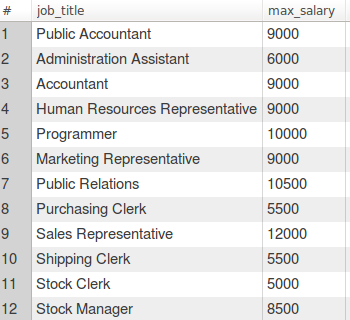 # job_title max_salary
1 Public Accountant 9000
2 Administration Assistant 6000
3 Accountant 9000
4 Human Resources Representative 9000
5 Programmer 10000
6 Marketing Representative 9000
7 Public Relations 10500
8 Purchasing Clerk 5500
9 Sales Representative 12000
10 Shipping Clerk 5500
11 Stock Clerk 5000
12 Stock Manager 8500